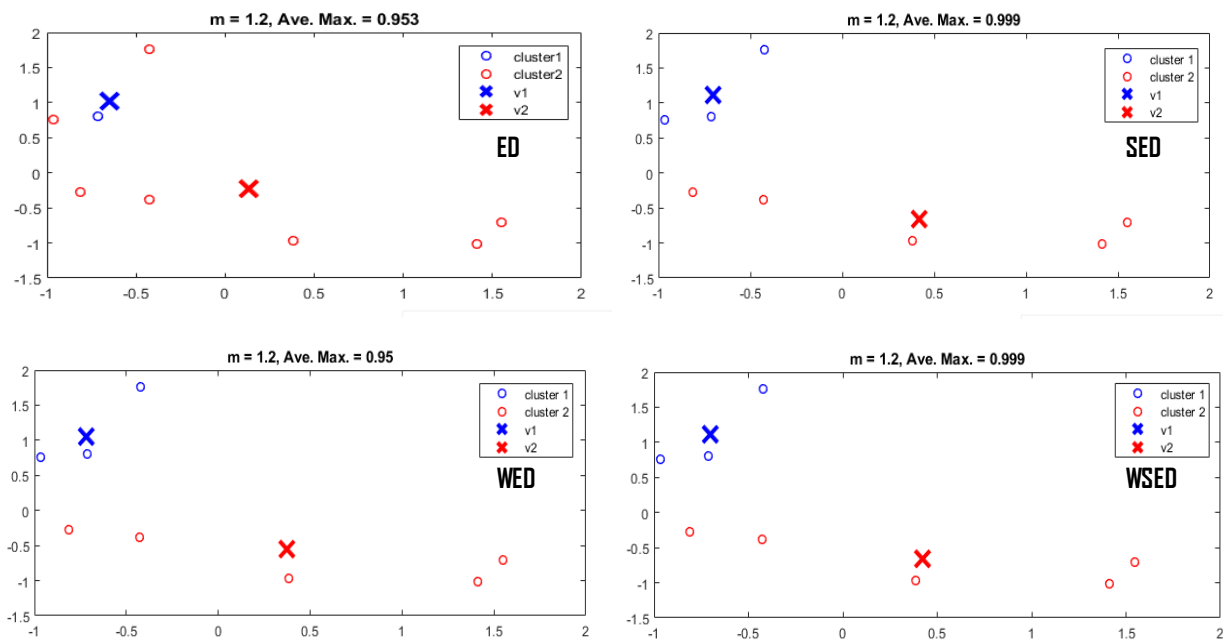 m = 1.2, Ave. Max. = 0.953
2
1.5
1
0.5
0
-0.5
-1
-1.5
-1
-0.5
0
0.5
1
1.5
2
cluster1
cluster2
v1
v2
ED
m = 1.2, Ave. Max. = 0.999
2
1.5
1
0.5
0
-0.5
-1
-1.5
-1
-0.5
0
0.5
1
1.5
2
cluster 1
cluster 2
v1
v2
SED
m = 1.2, Ave. Max. = 0.95
2
1.5
1
0.5
0
-0.5
-1
-1.5
-1
-0.5
0
0.5
1
1.5
2
cluster 1
cluster 2
v1
v2
WED
m = 1.2, Ave. Max. = 0.999
2
1.5
1
0.5
0
-0.5
-1
-1.5
-1
-0.5
0
0.5
1
1.5
2
cluster 1
cluster 2
v1
v2
WSED